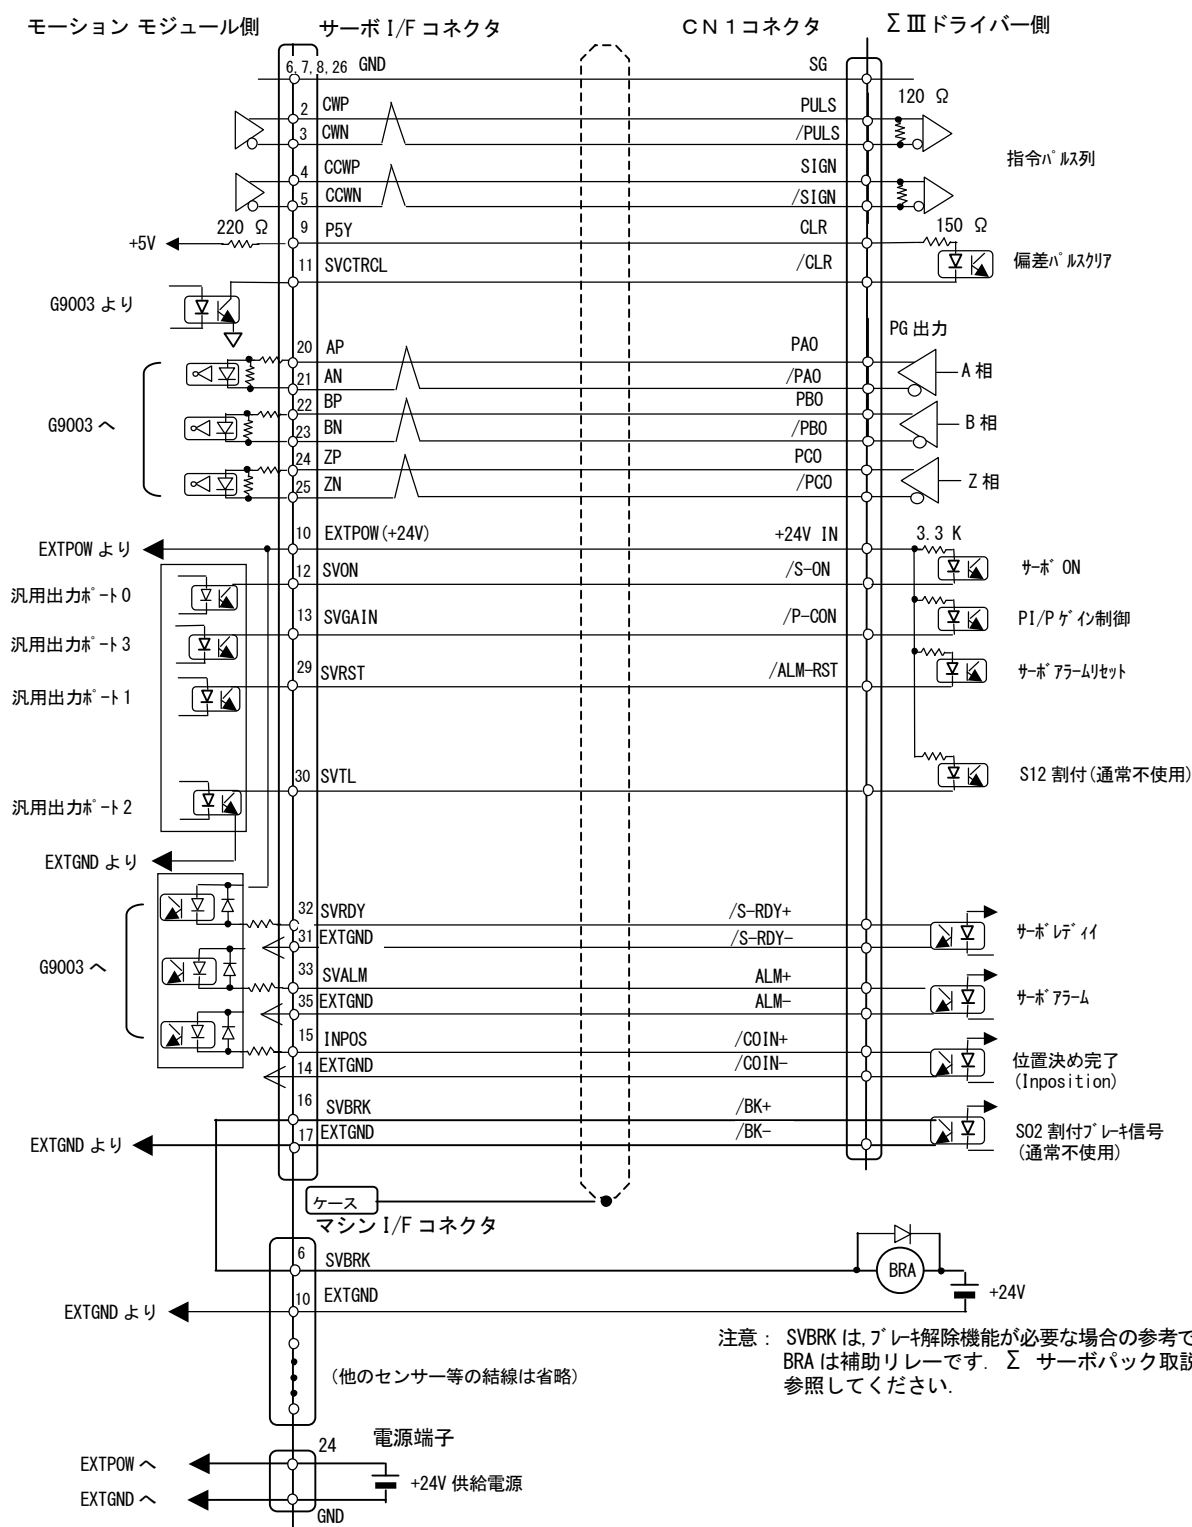 モーション モジュール側 サーボ I/F コネクタ CN1コネクタ ΣⅢドライバー側
6,7,8,26 GND SG
120 Ω
2 CWP PULS
3 CWN /PULS
指令パルス列
4 CCWP SIGN
5 CCWN /SIGN
220 Ω 9 P5Y CLR 150 Ω
+5V
11 SVCTRCL /CLR 偏差パルスクリア
G9003 より
PG 出力
20 AP PAO
A 相
21 AN /PAO
22 BP PBO
G9003 へ B 相
23 BN /PBO
24 ZP PCO
25 ZN /PCO Z 相
10 EXTPOW(+24V) +24V IN 3.3 K
EXTPOW より
12 SVON /S-ON サーボ ON
汎用出力ポート0
13 SVGAIN /P-CON PI/Pゲイン制御
汎用出力ポート3
29 SVRST /ALM-RST サーボアラームリセット
汎用出力ポート1
30 SVTL S12 割付(通常不使用)
汎用出力ポート2
EXTGND より
32 SVRDY /S-RDY+
サーボレディイ
31 EXTGND /S-RDY-
G9003 へ
33 SVALM ALM+
サーボアラーム
35 EXTGND ALM-
15 INPOS /COIN+
位置決め完了
14 EXTGND /COIN-
(Inposition)
16 SVBRK /BK+
17 EXTGND /BK- SO2 割付ブレーキ信号
EXTGND より (通常不使用)
ケース
マシン I/F コネクタ
6 SVBRK
BRA
10 EXTGND +24V
EXTGND より
注意： SVBRK は,ブレーキ解除機能が必要な場合の参考で
BRA は補助リレーです. Σ サーボパック取説
参照してください.
(他のセンサー等の結線は省略)
24 電源端子
EXTPOW へ
+24V 供給電源
EXTGND へ
GND